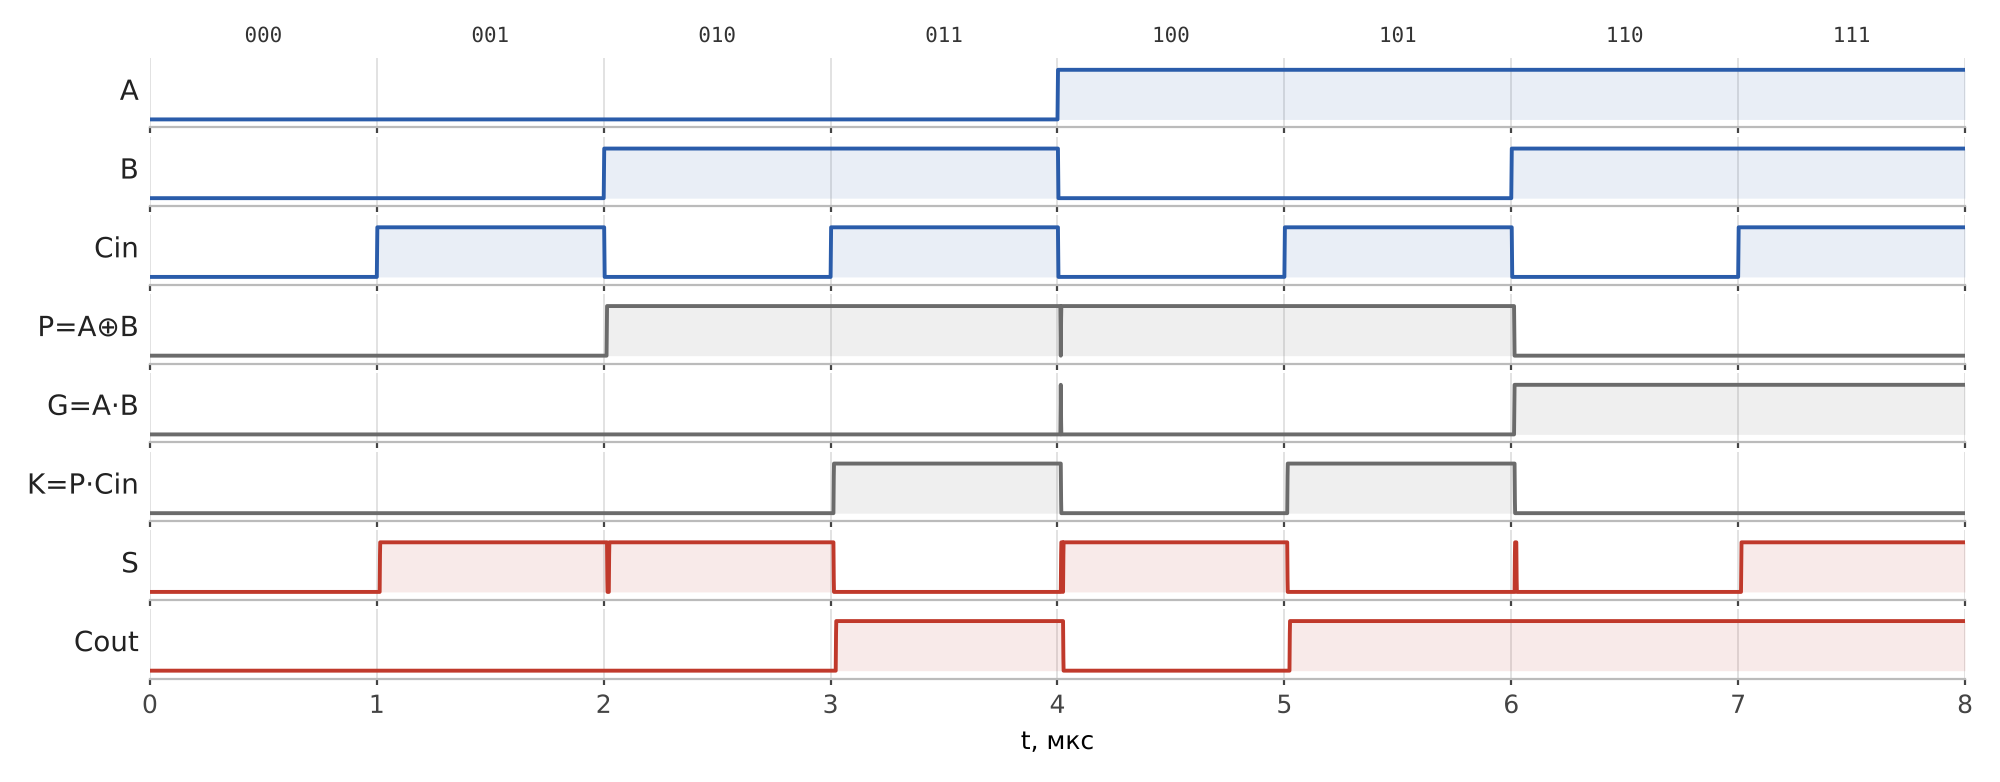 000 001 010 011 100 101 110 111
A
B
Cin
P=A⊕B
G=A·B
K=P·Cin
S
Cout
0 1 2 3 4 5 6 7 8
t, мкс